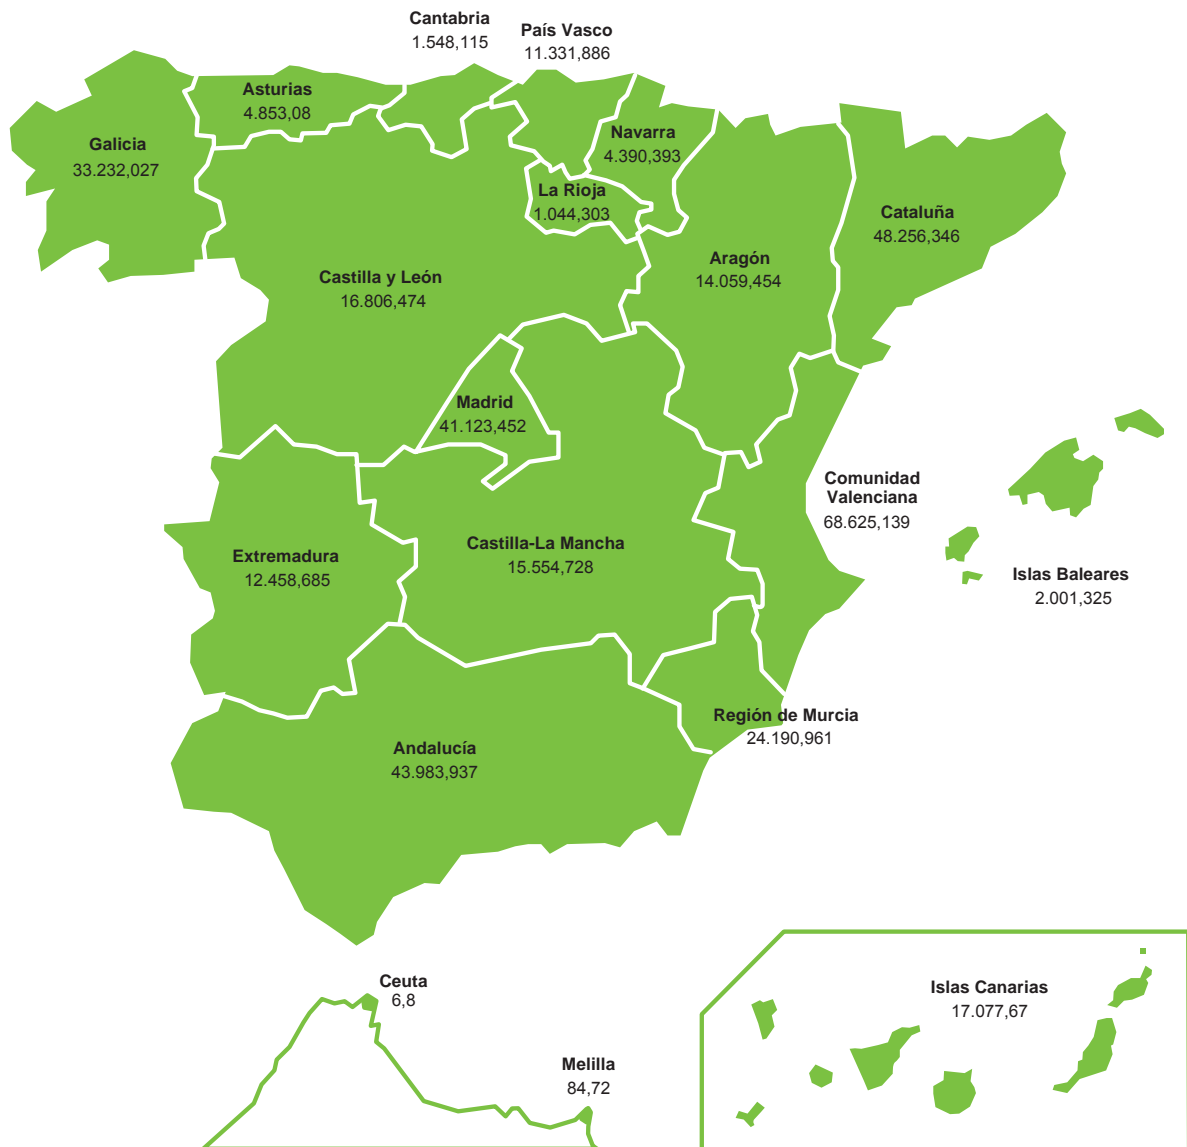 Cantabria
1.548,115
País Vasco
11.331,886
Asturias
4.853,08
Galicia
33.232,027
Navarra
4.390,393
La Rioja
1.044,303
Cataluña
48.256,346
Aragón
14.059,454
Castilla y León
16.806,474
Madrid
41.123,452
Comunidad
Valenciana
68.625,139
Castilla-La Mancha
15.554,728
Extremadura
12.458,685
Islas Baleares
2.001,325
Región de Murcia
24.190,961
Andalucía
43.983,937
Ceuta
6,8
Islas Canarias
17.077,67
Melilla
84,72